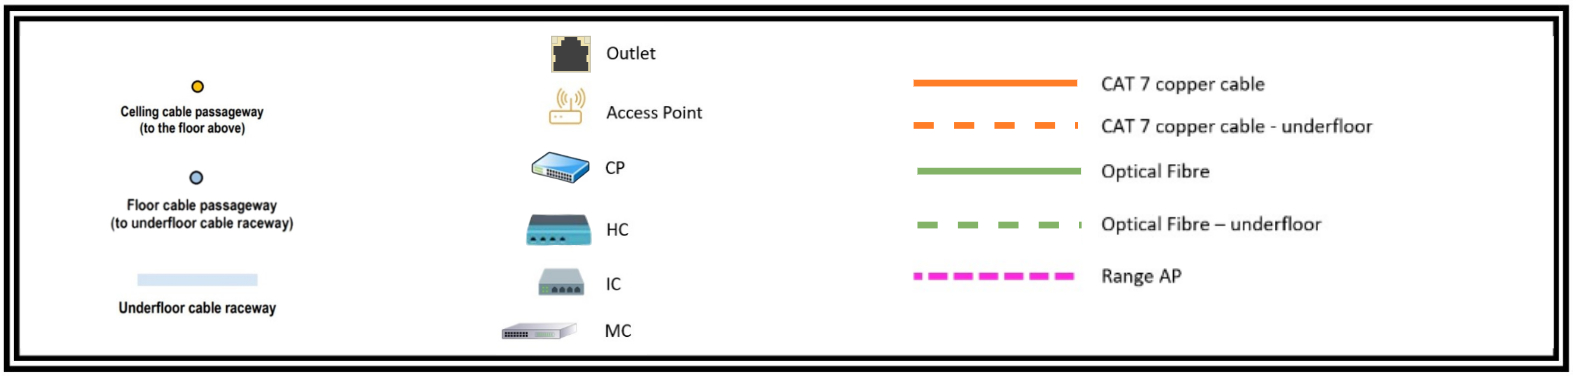 Celling cable passageway
(to the floor above)
Floor cable passageway
(to underfloor cable raceway)
Underfloor cable raceway
Outlet
Access Point
CP
HC
IC
MC
CAT 7 copper cable
CAT 7 copper cable - underfloor
Optical Fibre
Optical Fibre – underfloor
Range AP